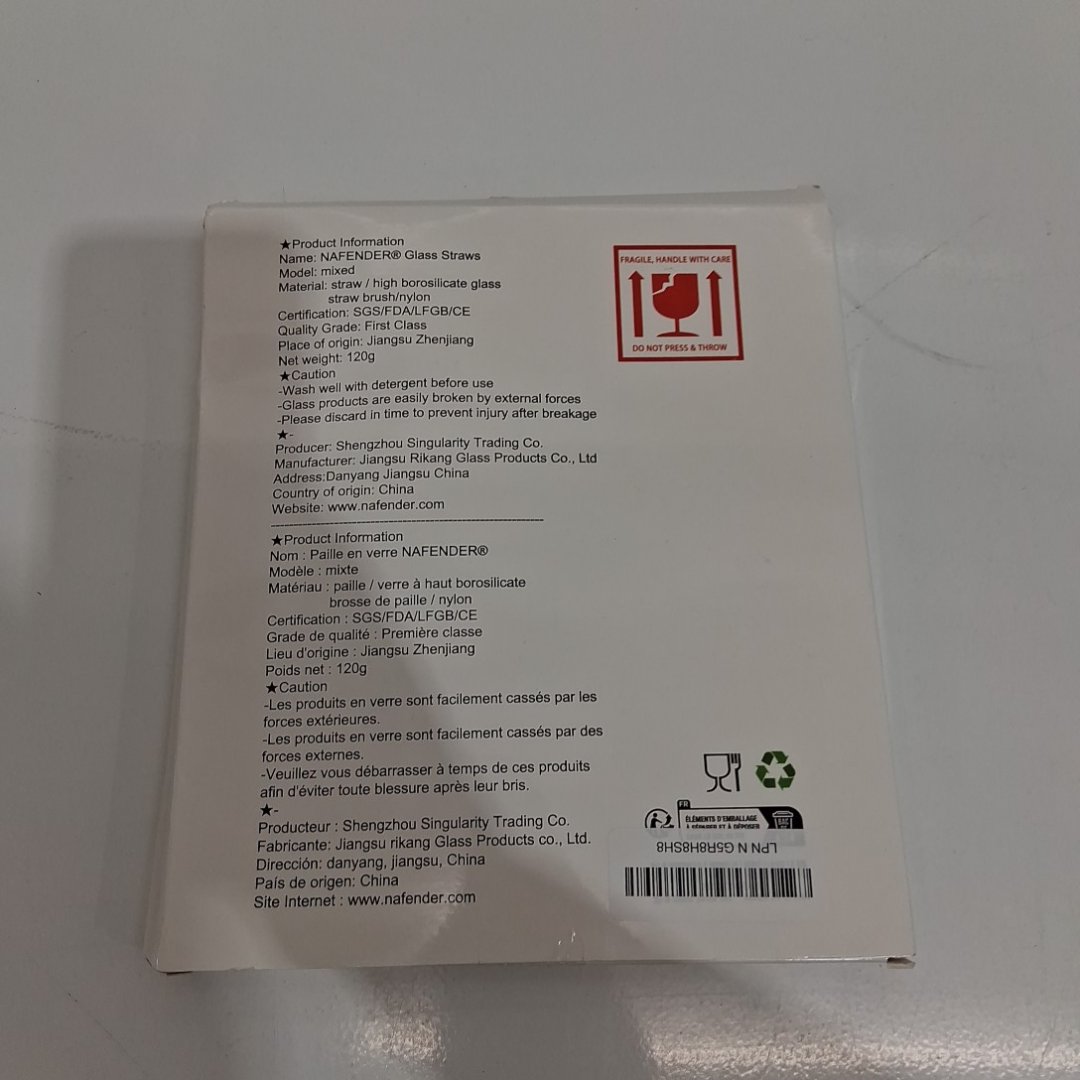 ★Product Information
Name: NAFENDER® Glass Straws
Model: mixed
Material: straw / high borosilicate glass
straw brush/nylon
Certification: SGS/FDA/LFGB/CE
Quality Grade: First Class
Place of origin: Jiangsu Zhenjiang
Net weight: 120g
★Caution
-Wash well with detergent before use
-Glass products are easily broken by external forces
-Please discard in time to prevent injury after breakage
★-
Producer: Shengzhou Singularity Trading Co.
Manufacturer: Jiangsu Rikang Glass Products Co., Ltd
Address:Danyang Jiangsu China
Country of origin: China
Website: www.nafender.com
------------------------------------------------------------
★Product Information
Nom : Paille en verre NAFENDER®
Modèle : mixte
Matériau : paille / verre à haut borosilicate
brosse de paille / nylon
Certification : SGS/FDA/LFGB/CE
Grade de qualité : Première classe
Lieu d'origine : Jiangsu Zhenjiang
Poids net : 120g
★Caution
-Les produits en verre sont facilement cassés par les
forces extérieures.
-Les produits en verre sont facilement cassés par des
forces externes.
-Veuillez vous débarrasser à temps de ces produits
afin d'éviter toute blessure après leur bris.
★-
Producteur : Shengzhou Singularity Trading Co.
Fabricante: Jiangsu rikang Glass Products co., Ltd.
Dirección: danyang, jiangsu, China
País de origen: China
Site Internet : www.nafender.com
FRAGILE, HANDLE WITH CARE
DO NOT PRESS & THROW
FR
ÉLÉMENTS D'EMBALLAGE
À SÉPARER ET À DÉPOSER
BAC
LPN N G5R8H8SH8